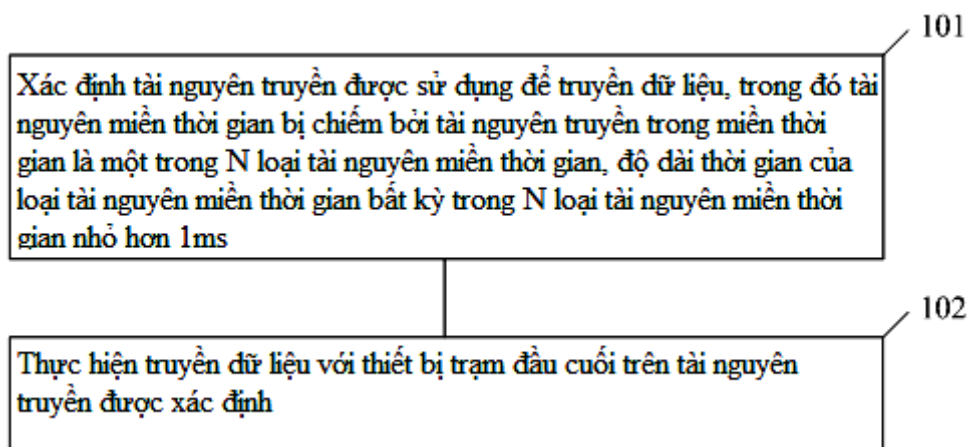 101
Xác định tài nguyên truyền được sử dụng để truyền dữ liệu, trong đó tài
nguyên miền thời gian bị chiếm bởi tài nguyên truyền trong miền thời
gian là một trong N loại tài nguyên miền thời gian, độ dài thời gian của
loại tài nguyên miền thời gian bất kỳ trong N loại tài nguyên miền thời
gian nhỏ hơn 1ms
102
Thực hiện truyền dữ liệu với thiết bị trạm đầu cuối trên tài nguyên
truyền được xác định